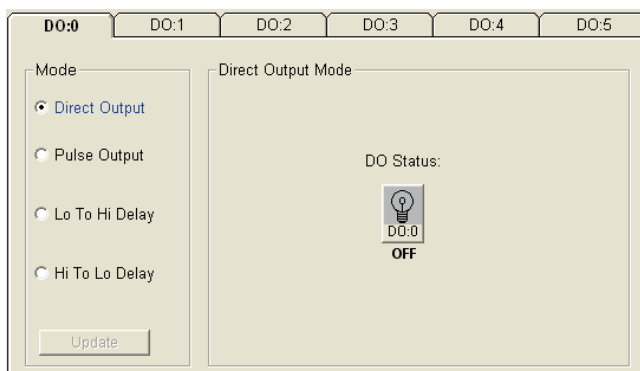 DO:0 DO:1 DO:2 DO:3 DO:4 DO:5
Mode
Direct Output
Pulse Output
Lo To Hi Delay
Hi To Lo Delay
Update
Direct Output Mode
DO Status:
DO:0
OFF